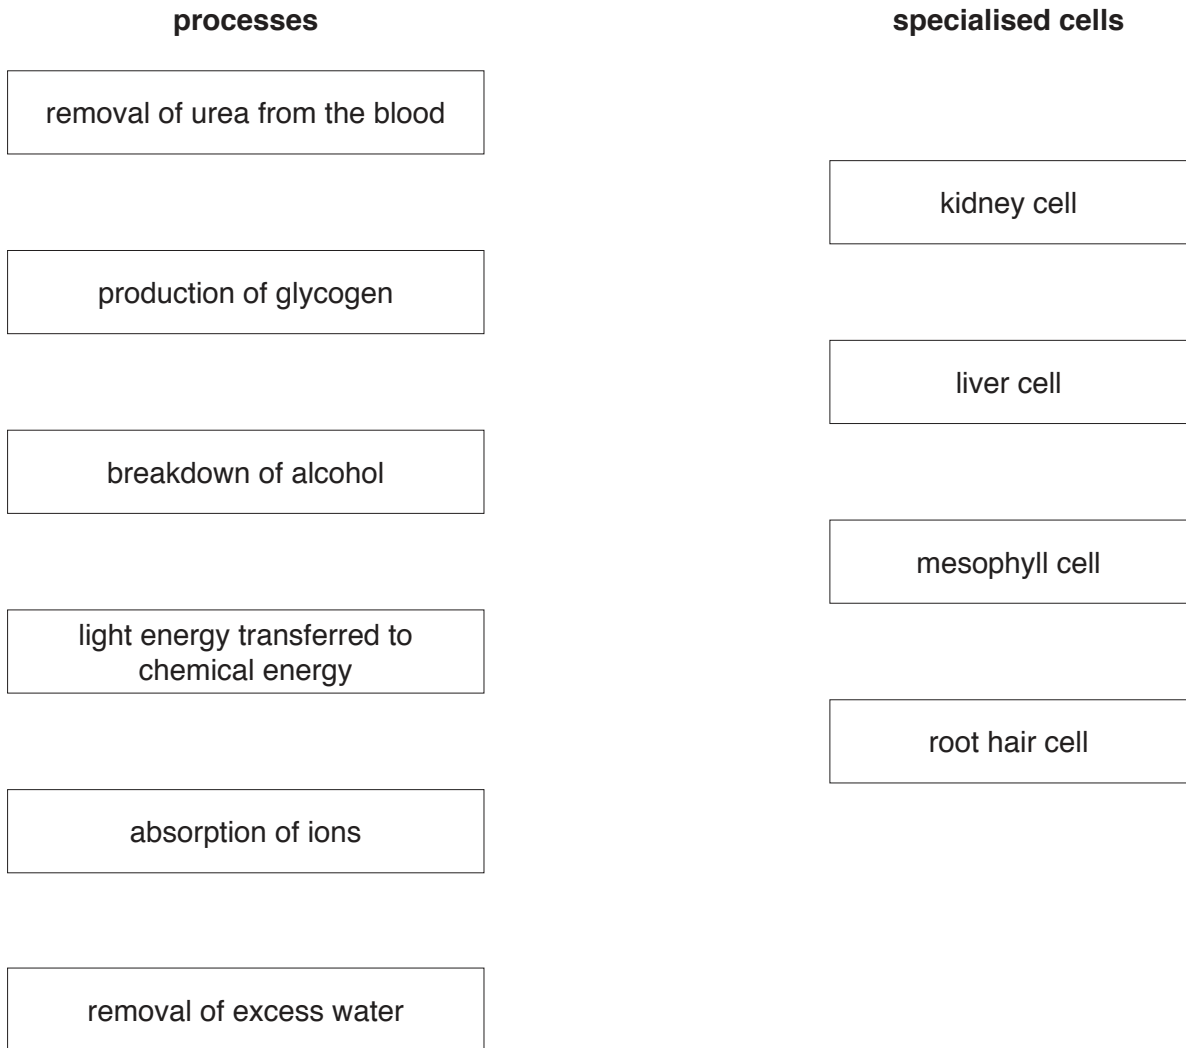 processes
removal of urea from the blood
production of glycogen
breakdown of alcohol
light energy transferred to
chemical energy
absorption of ions
removal of excess water
specialised cells
kidney cell
liver cell
mesophyll cell
root hair cell